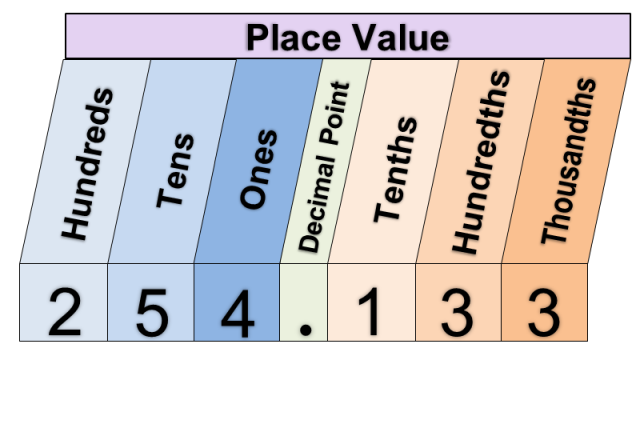 Place Value
Hundreds
Tens
Ones
Decimal Point
Tenths
Hundredths
Thousandths
2 5 4 . 1 3 3